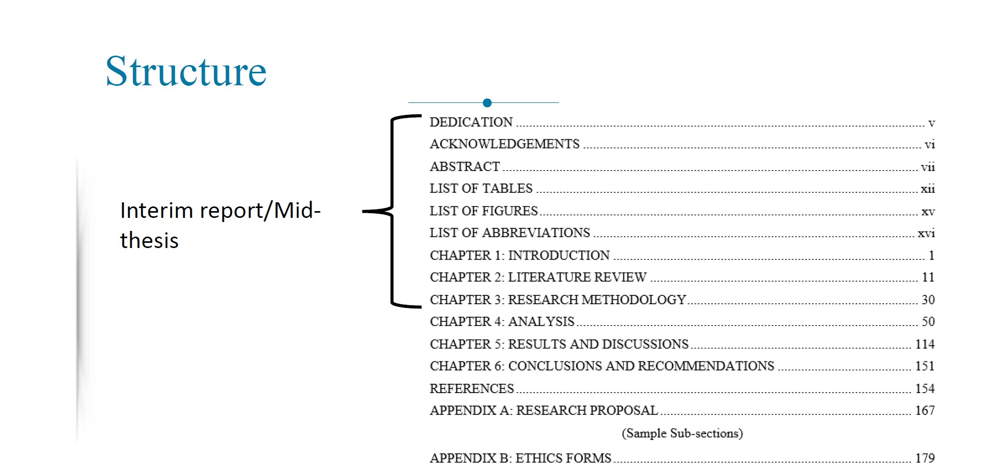 Structure
Interim report/Mid-
thesis
DEDICATION ........ v
ACKNOWLEDGEMENTS ........ vi
ABSTRACT ........ vii
LIST OF TABLES ........ xii
LIST OF FIGURES ........ xv
LIST OF ABBREVIATIONS ........ xvi
CHAPTER 1: INTRODUCTION ........ 1
CHAPTER 2: LITERATURE REVIEW ........ 11
CHAPTER 3: RESEARCH METHODOLOGY ........ 30
CHAPTER 4: ANALYSIS ........ 50
CHAPTER 5: RESULTS AND DISCUSSIONS ........ 114
CHAPTER 6: CONCLUSIONS AND RECOMMENDATIONS ........ 151
REFERENCES ........ 154
APPENDIX A: RESEARCH PROPOSAL ........ 167
(Sample Sub-sections)
APPENDIX B: ETHICS FORMS ........ 179